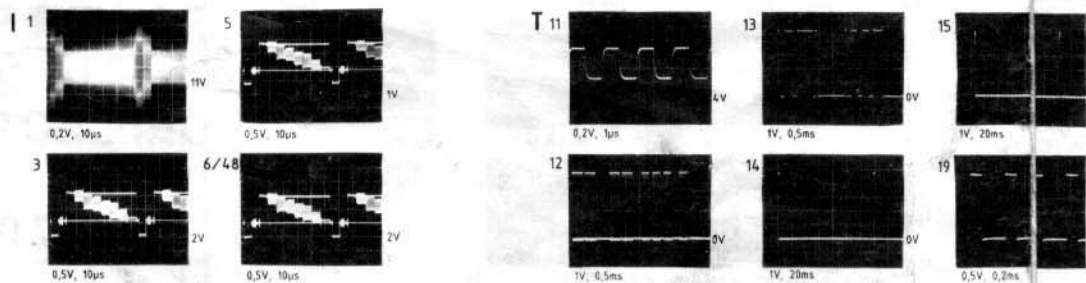 I
1
11V
0,2V, 10µs
5
1V
0,5V, 10µs
3
2V
0,5V, 10µs
6/48
2V
0,5V, 10µs
T
11
4V
0,2V, 1µs
13
0V
1V, 0,5ms
15
1V, 20ms
12
0V
1V, 0,5ms
14
0V
1V, 20ms
19
0,5V, 0,2ms